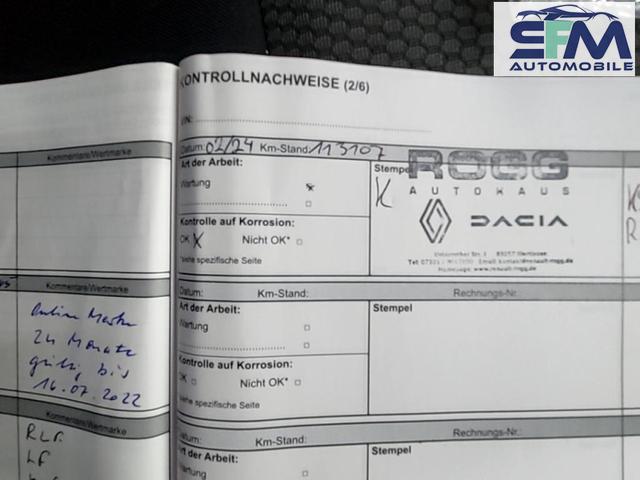 SFM
AUTOMOBILE
KONTROLLNACHWEISE (2/6)
VIN:
Kommentare/Wertmarke
Datum: 02/24 Km-Stand: 113107
Art der Arbeit:
Wartung
Stempel
ROGG
AUTOHAUS
DACIA
Kontrolle auf Korrosion:
OK X Nicht OK*
siehe spezifische Seite
Kommentare/Wertmarke
24 Monate
gültig bis
16.07.2022
Datum: Km-Stand: Rechnungs-Nr.
Art der Arbeit:
Wartung
Stempel
Kontrolle auf Korrosion:
OK Nicht OK*
siehe spezifische Seite
Kommentare/Wertmarke
Datum: Km-Stand: Rechnungs-Nr.:
Art der Arbeit:
Wartung
Stempel